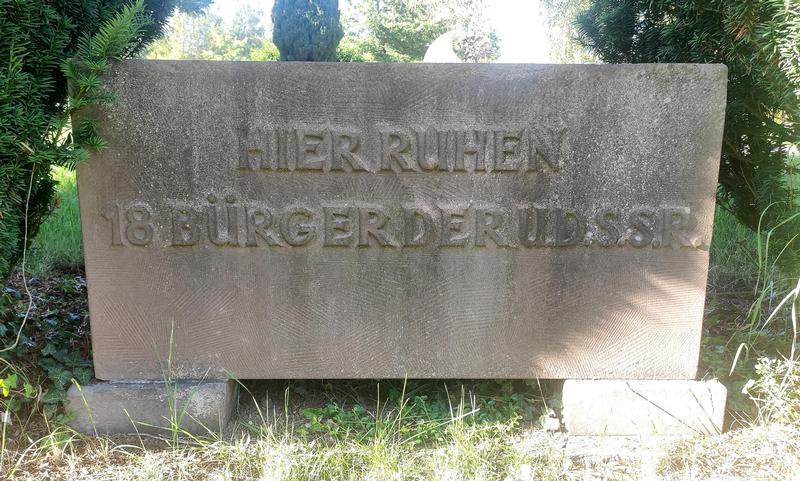 HIER RUHEN
18 BÜRGER DER U.D.S.S.R.